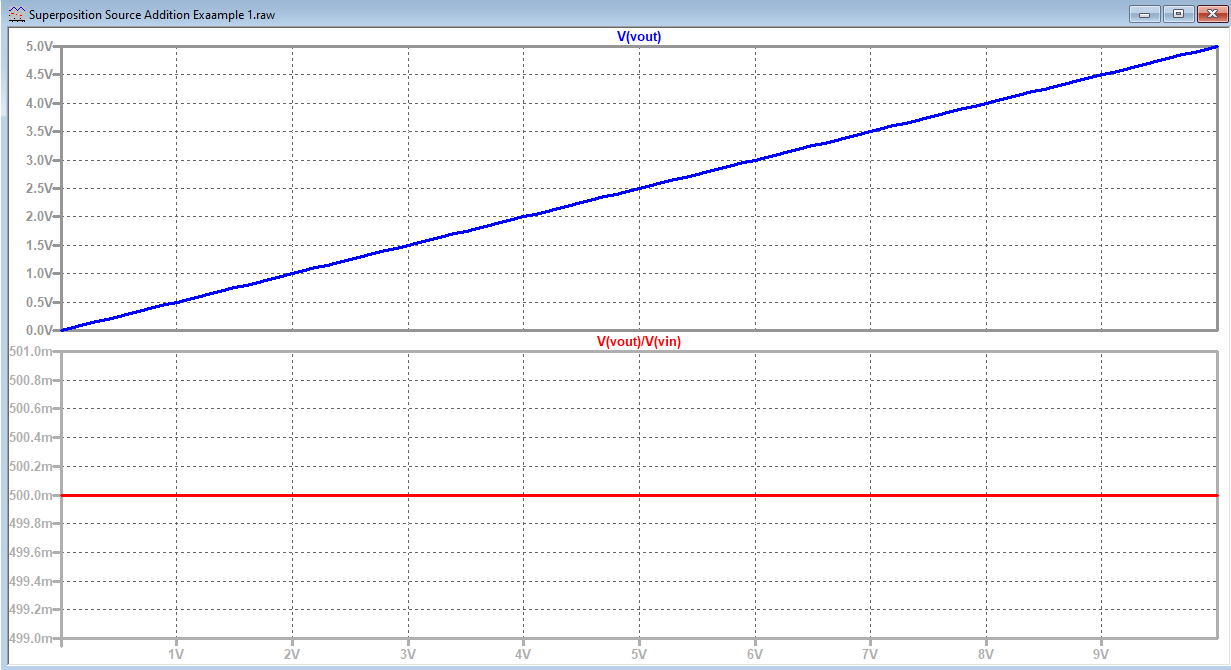 Superposition Source Addition Exaample 1.raw
V(vout)
5.0V
4.5V
4.0V
3.5V
3.0V
2.5V
2.0V
1.5V
1.0V
0.5V
0.0V
V(vout)/V(vin)
501.0m
500.8m
500.6m
500.4m
500.2m
500.0m
499.8m
499.6m
499.4m
499.2m
499.0m
1V 2V 3V 4V 5V 6V 7V 8V 9V